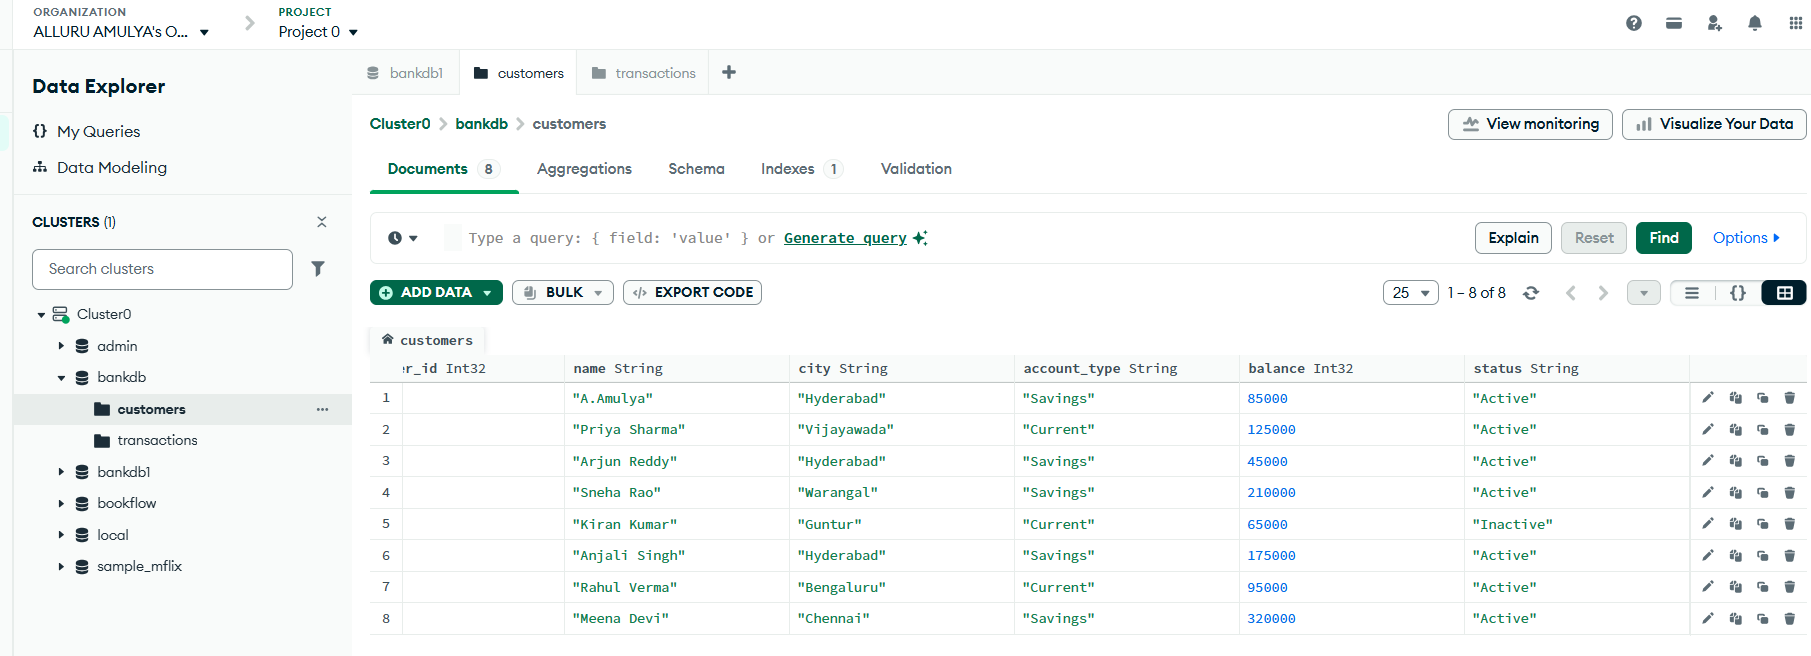 ORGANIZATION
ALLURU AMULYA's O...
PROJECT
Project 0
Data Explorer
My Queries
Data Modeling
CLUSTERS (1)
Search clusters
Cluster0
admin
bankdb
customers
transactions
bankdb1
bookflow
local
sample_mflix
bankdb1 customers transactions
Cluster0 bankdb customers
View monitoring Visualize Your Data
Documents 8 Aggregations Schema Indexes 1 Validation
Type a query: { field: 'value' } or Generate query
Explain Reset Find Options
ADD DATA BULK EXPORT CODE
25 1 – 8 of 8
customers
er_id Int32 name String city String account_type String balance Int32 status String
1 "A.Amulya" "Hyderabad" "Savings" 85000 "Active"
2 "Priya Sharma" "Vijayawada" "Current" 125000 "Active"
3 "Arjun Reddy" "Hyderabad" "Savings" 45000 "Active"
4 "Sneha Rao" "Warangal" "Savings" 210000 "Active"
5 "Kiran Kumar" "Guntur" "Current" 65000 "Inactive"
6 "Anjali Singh" "Hyderabad" "Savings" 175000 "Active"
7 "Rahul Verma" "Bengaluru" "Current" 95000 "Active"
8 "Meena Devi" "Chennai" "Savings" 320000 "Active"